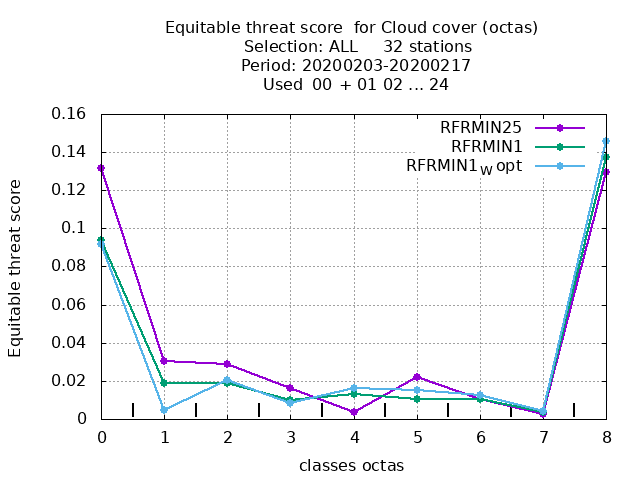 Equitable threat score  for Cloud cover (octas)
Selection: ALL     32 stations
Period: 20200203-20200217
Used  00  + 01 02 ... 24
RFRMIN25
RFRMIN1
RFRMIN1W opt
Equitable threat score
0.16
0.14
0.12
0.1
0.08
0.06
0.04
0.02
0
0 1 2 3 4 5 6 7 8
classes octas